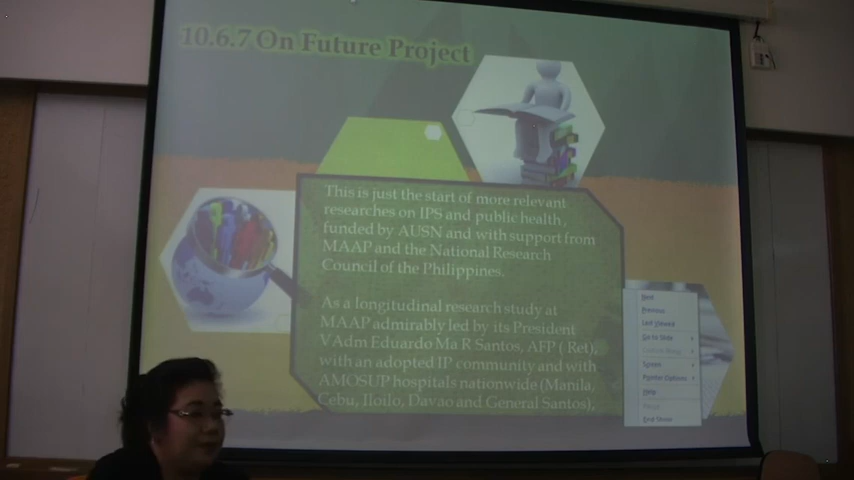 10.6.7 On Future Project
This is just the start of more relevant
researches on IPS and public health,
funded by AUSN and with support from
MAAP and the National Research
Council of the Philippines.
As a longitudinal research study at
MAAP admirably led by its President
VAdm Eduardo Ma R Santos, AFP ( Ret),
with an adopted IP community and with
AMOSUP hospitals nationwide (Manila,
Cebu, Iloilo, Davao and General Santos),
Next
Previous
Last Viewed
Go to Slide
Screen
Pointer Options
Help
End Show